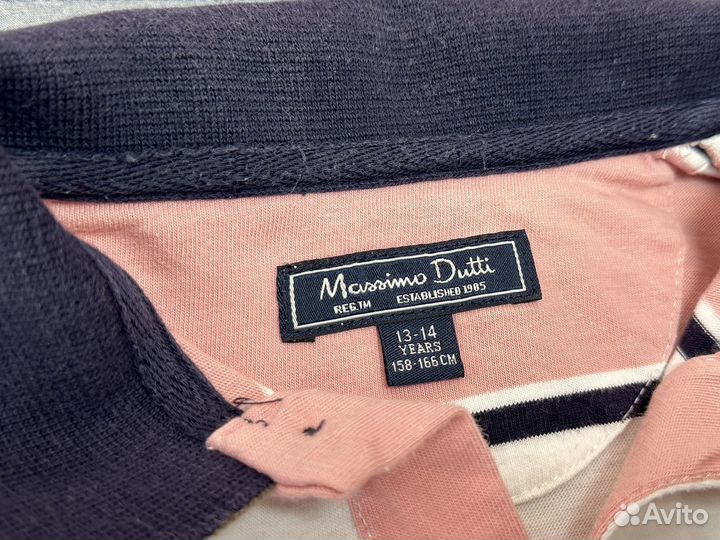 Massimo Dutti
REG.TM ESTABLISHED 1985
13-14
YEARS
158-166 CM
Avito